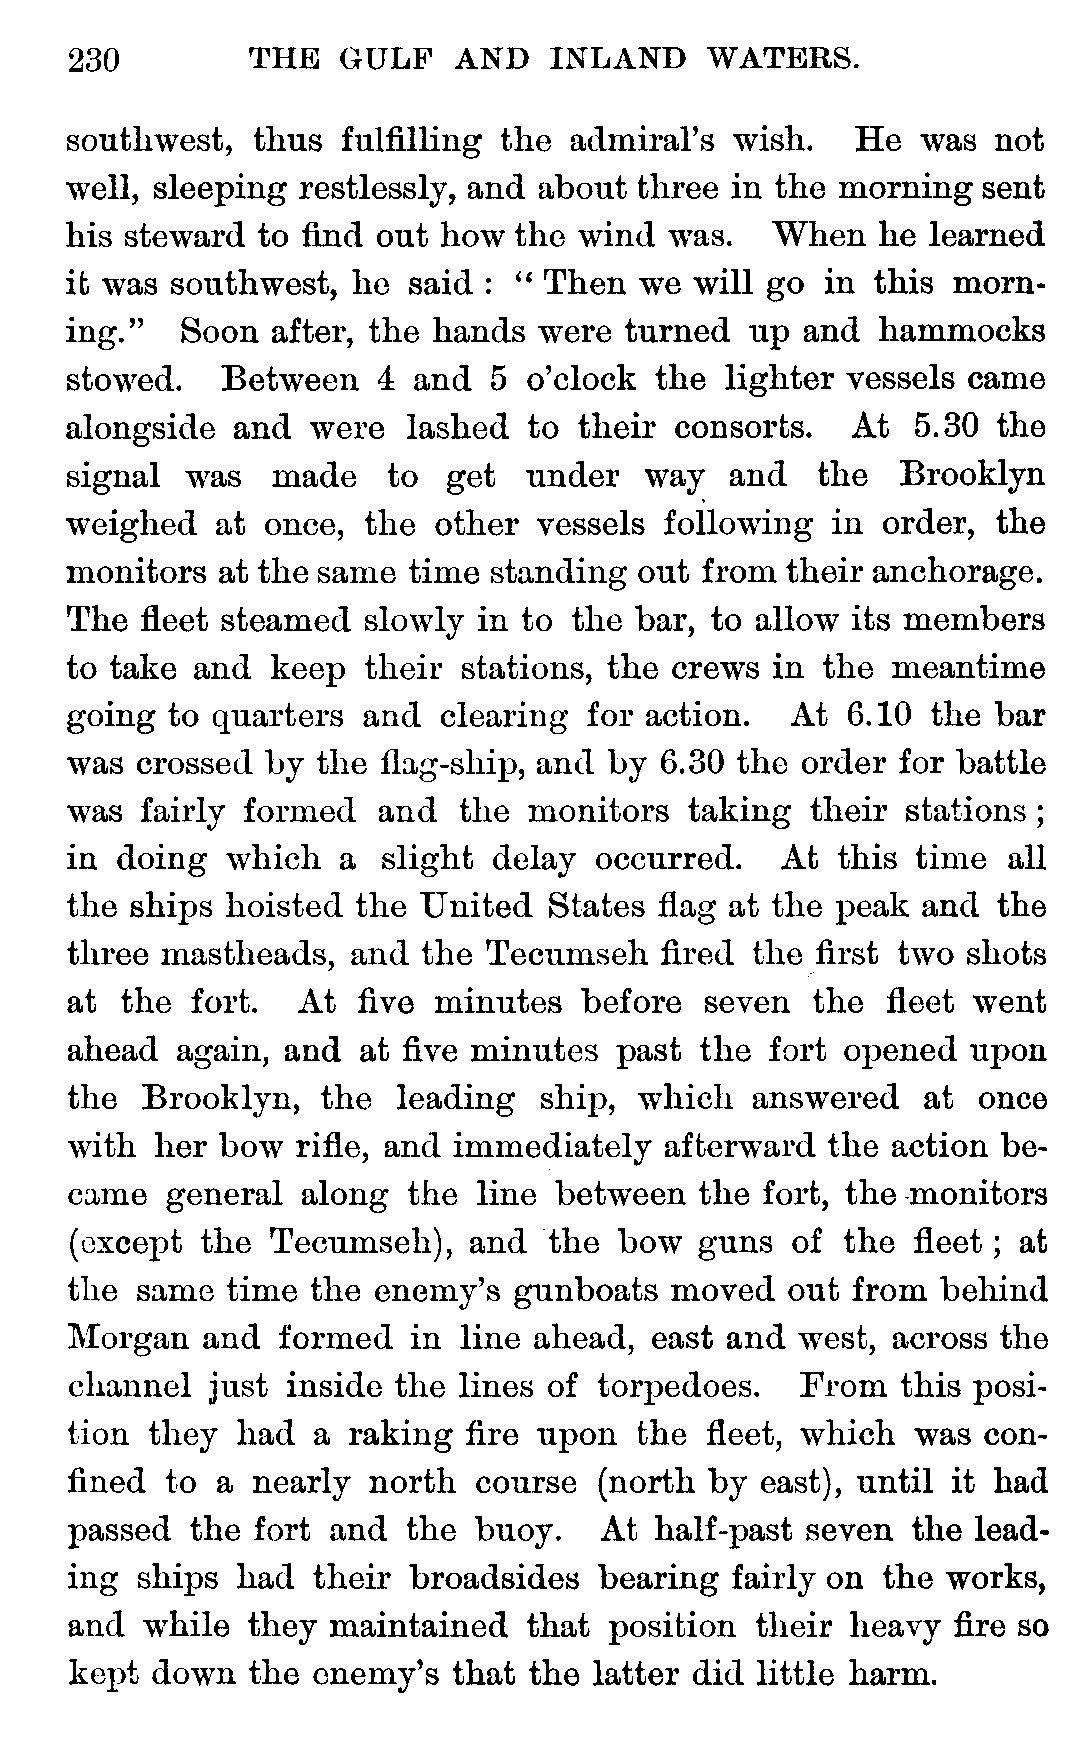 230 THE GULF AND INLAND WATERS.
southwest, thus fulfilling the admiral's wish. He was not
well, sleeping restlessly, and about three in the morning sent
his steward to find out how the wind was. When he learned
it was southwest, he said : “ Then we will go in this morn-
ing.” Soon after, the hands were turned up and hammocks
stowed. Between 4 and 5 o'clock the lighter vessels came
alongside and were lashed to their consorts. At 5.30 the
signal was made to get under way and the Brooklyn
weighed at once, the other vessels following in order, the
monitors at the same time standing out from their anchorage.
The fleet steamed slowly in to the bar, to allow its members
to take and keep their stations, the crews in the meantime
going to quarters and clearing for action. At 6.10 the bar
was crossed by the flag-ship, and by 6.30 the order for battle
was fairly formed and the monitors taking their stations ;
in doing which a slight delay occurred. At this time all
the ships hoisted the United States flag at the peak and the
three mastheads, and the Tecumseh fired the first two shots
at the fort. At five minutes before seven the fleet went
ahead again, and at five minutes past the fort opened upon
the Brooklyn, the leading ship, which answered at once
with her bow rifle, and immediately afterward the action be-
came general along the line between the fort, the monitors
(except the Tecumseh), and the bow guns of the fleet ; at
the same time the enemy's gunboats moved out from behind
Morgan and formed in line ahead, east and west, across the
channel just inside the lines of torpedoes. From this posi-
tion they had a raking fire upon the fleet, which was con-
fined to a nearly north course (north by east), until it had
passed the fort and the buoy. At half-past seven the lead-
ing ships had their broadsides bearing fairly on the works,
and while they maintained that position their heavy fire so
kept down the enemy's that the latter did little harm.